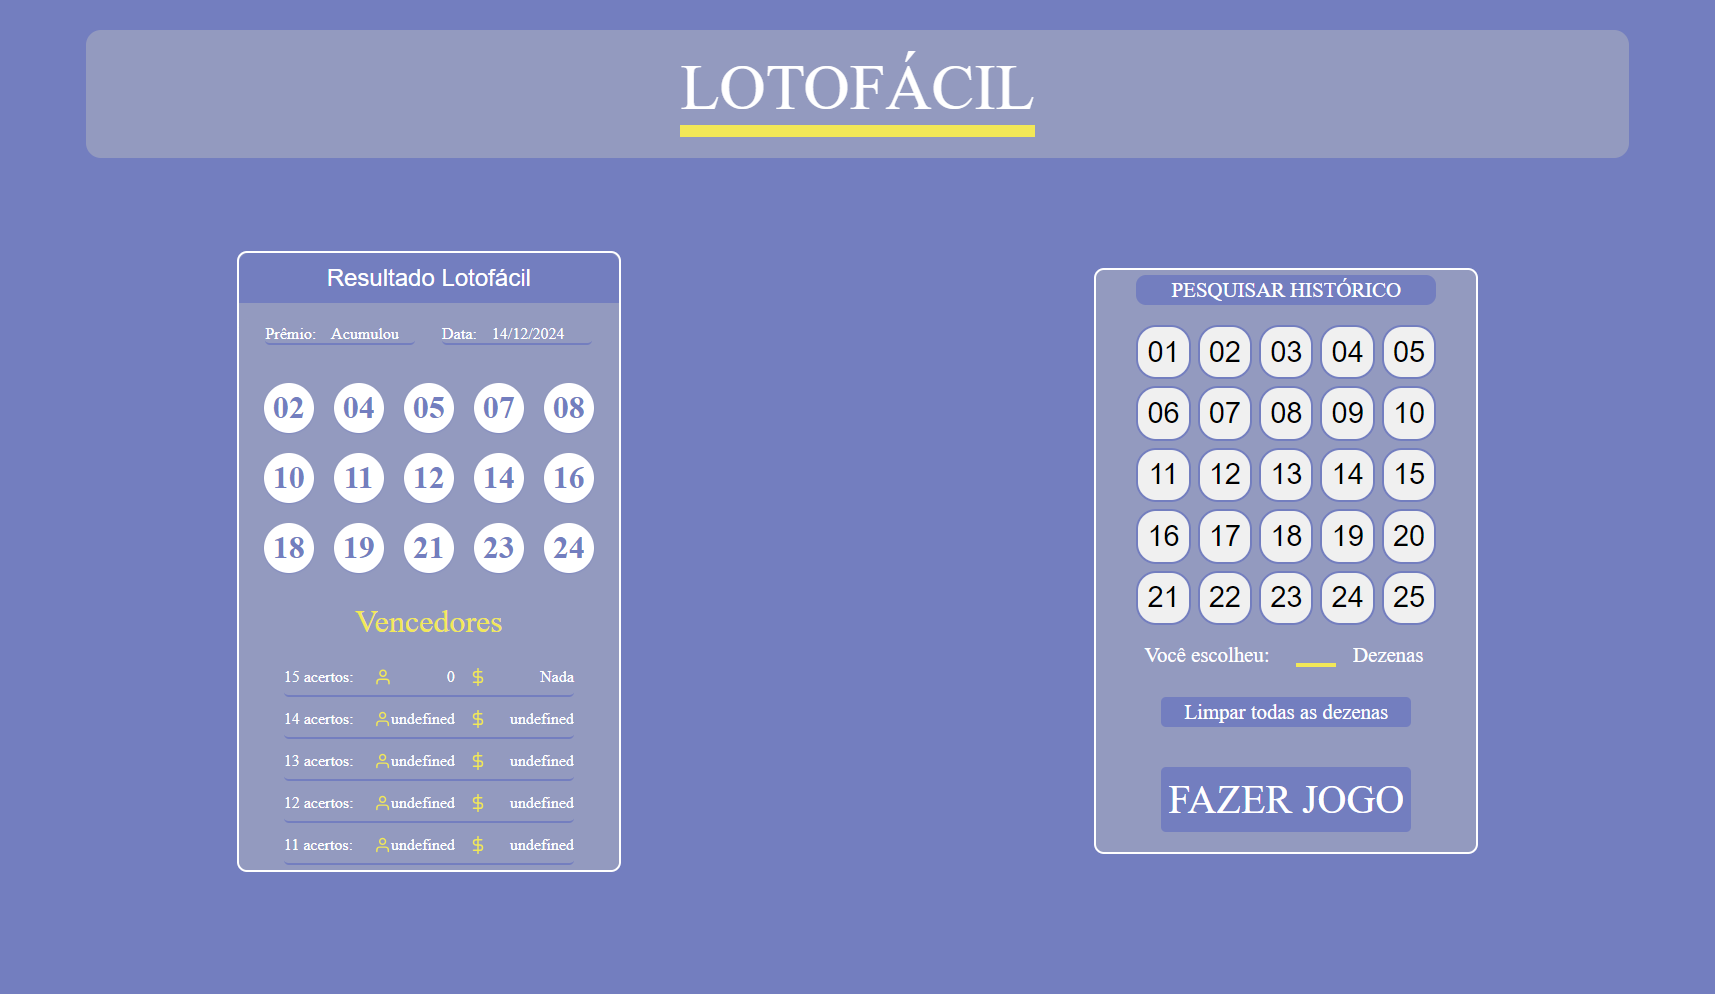 LOTOFÁCIL
Resultado Lotofácil
Prêmio: Acumulou Data: 14/12/2024
02 04 05 07 08
10 11 12 14 16
18 19 21 23 24
Vencedores
15 acertos: 0 $ Nada
14 acertos: undefined $ undefined
13 acertos: undefined $ undefined
12 acertos: undefined $ undefined
11 acertos: undefined $ undefined
PESQUISAR HISTÓRICO
01 02 03 04 05
06 07 08 09 10
11 12 13 14 15
16 17 18 19 20
21 22 23 24 25
Você escolheu: Dezenas
Limpar todas as dezenas
FAZER JOGO